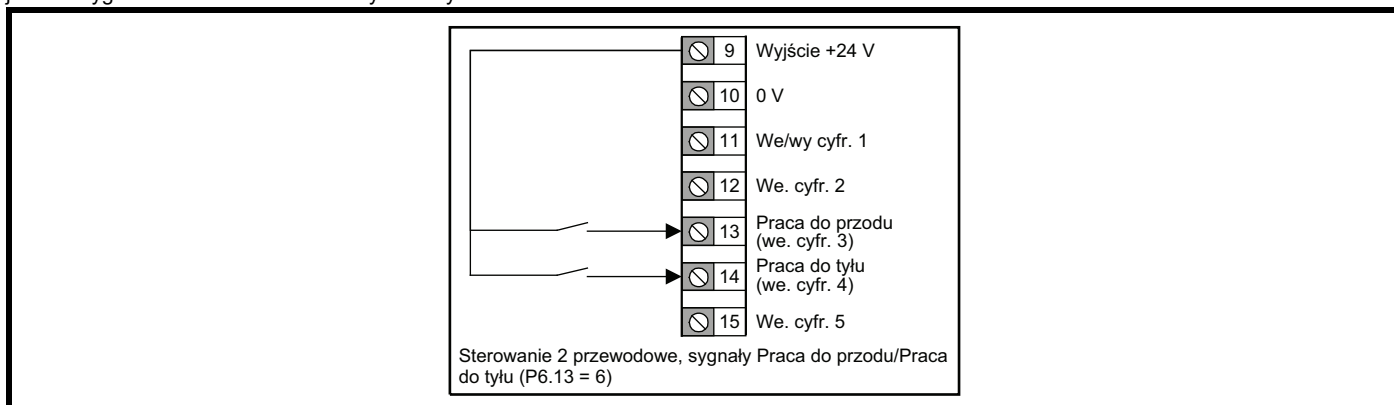 9 Wyjście +24 V
10 0 V
11 We/wy cyfr. 1
12 We. cyfr. 2
13 Praca do przodu
(we. cyfr. 3)
14 Praca do tyłu
(we. cyfr. 4)
15 We. cyfr. 5
Sterowanie 2 przewodowe, sygnały Praca do przodu/Praca
do tyłu (P6.13 = 6)